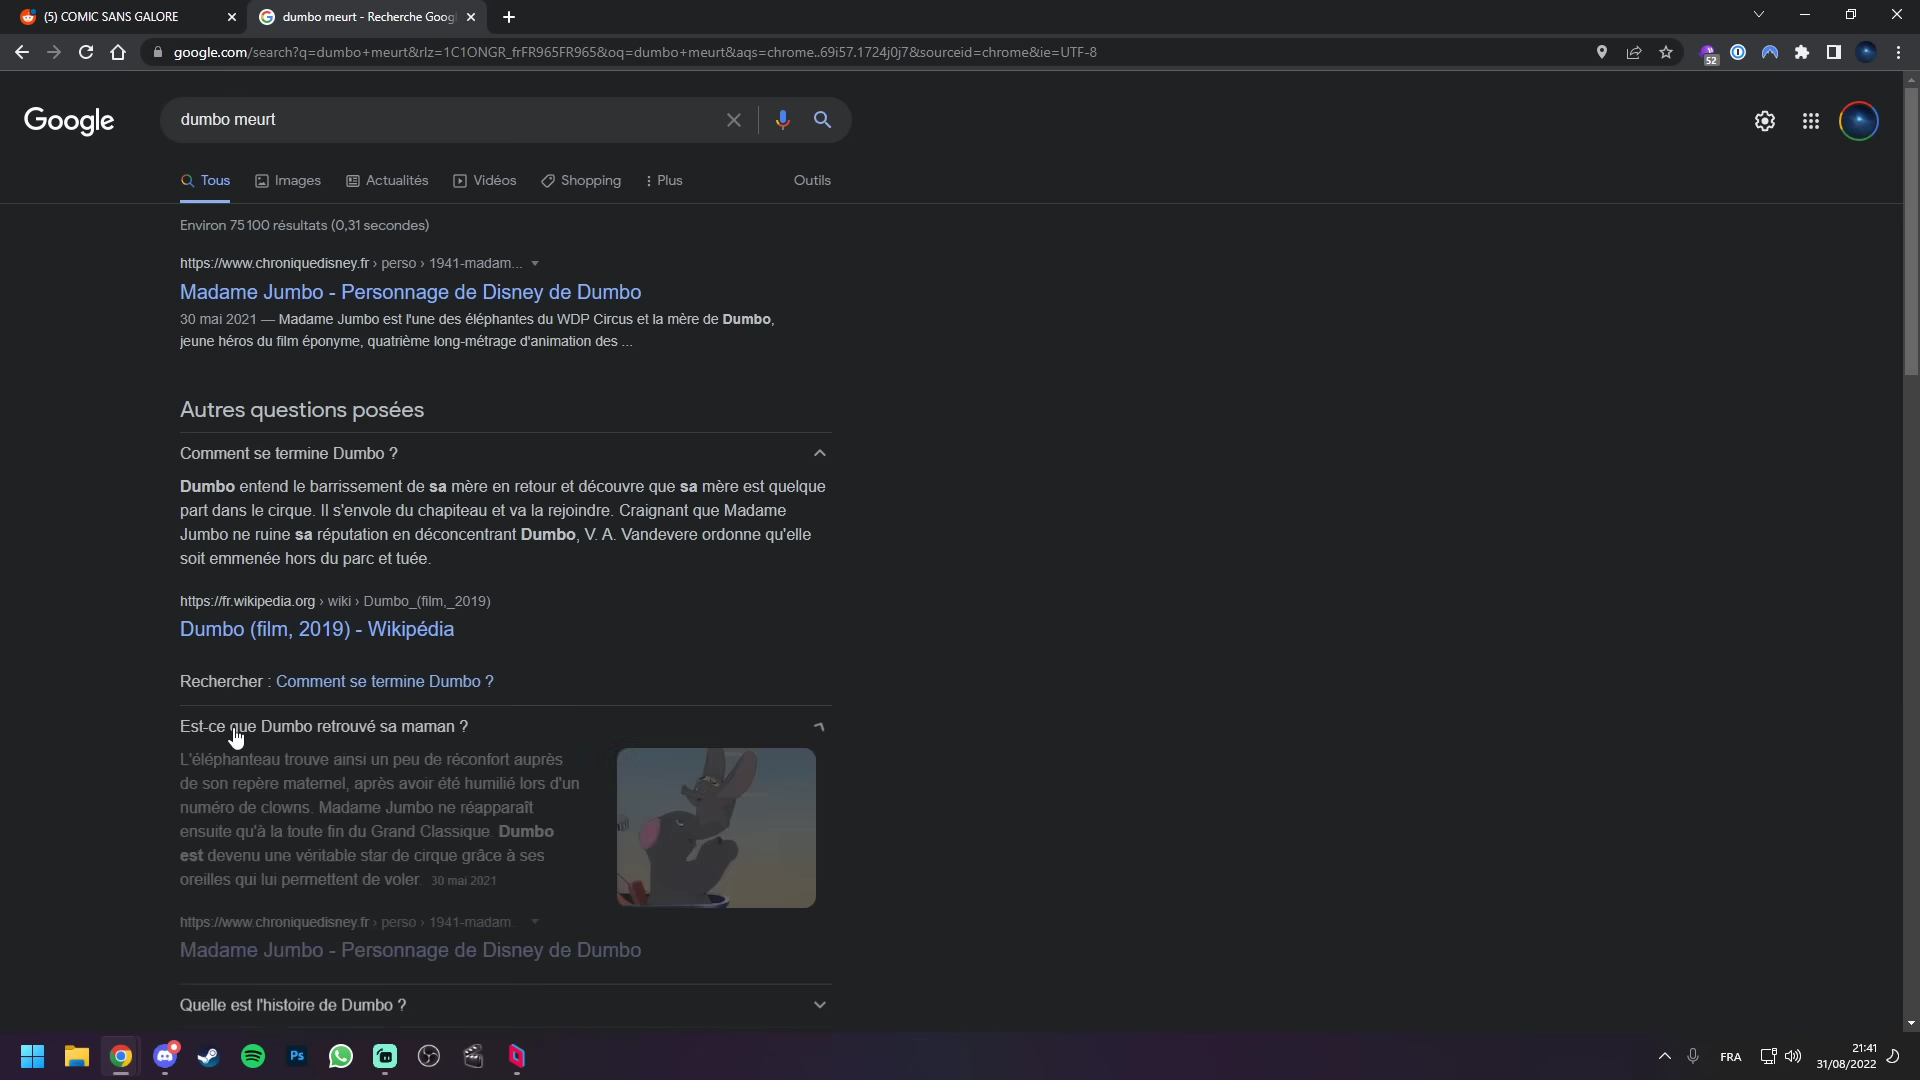 (5) COMIC SANS GALORE
dumbo meurt - Recherche Goog
google.com/search?q=dumbo+meurt&rlz=1C1ONGR_frFR965FR965&oq=dumbo+meurt&aqs=chrome..69i57.1724j0j7&sourceid=chrome&ie=UTF-8
52
Google
dumbo meurt
Tous
Images
Actualités
Vidéos
Shopping
Plus
Outils
Environ 75 100 résultats (0,31 secondes)
https://www.chroniquedisney.fr › perso › 1941-madam...
Madame Jumbo - Personnage de Disney de Dumbo
30 mai 2021 — Madame Jumbo est l'une des éléphantes du WDP Circus et la mère de Dumbo,
jeune héros du film éponyme, quatrième long-métrage d'animation des ...
Autres questions posées
Comment se termine Dumbo ?
Dumbo entend le barrissement de sa mère en retour et découvre que sa mère est quelque
part dans le cirque. Il s'envole du chapiteau et va la rejoindre. Craignant que Madame
Jumbo ne ruine sa réputation en déconcentrant Dumbo, V. A. Vandevere ordonne qu'elle
soit emmenée hors du parc et tuée.
https://fr.wikipedia.org › wiki › Dumbo_(film,_2019)
Dumbo (film, 2019) - Wikipédia
Rechercher : Comment se termine Dumbo ?
Est-ce que Dumbo retrouvé sa maman ?
L'éléphanteau trouve ainsi un peu de réconfort auprès
de son repère maternel, après avoir été humilié lors d'un
numéro de clowns. Madame Jumbo ne réapparaît
ensuite qu'à la toute fin du Grand Classique. Dumbo
est devenu une véritable star de cirque grâce à ses
oreilles qui lui permettent de voler. 30 mai 2021
https://www.chroniquedisney.fr › perso › 1941-madam...
Madame Jumbo - Personnage de Disney de Dumbo
Quelle est l'histoire de Dumbo ?
Ps
FRA
21:41
31/08/2022